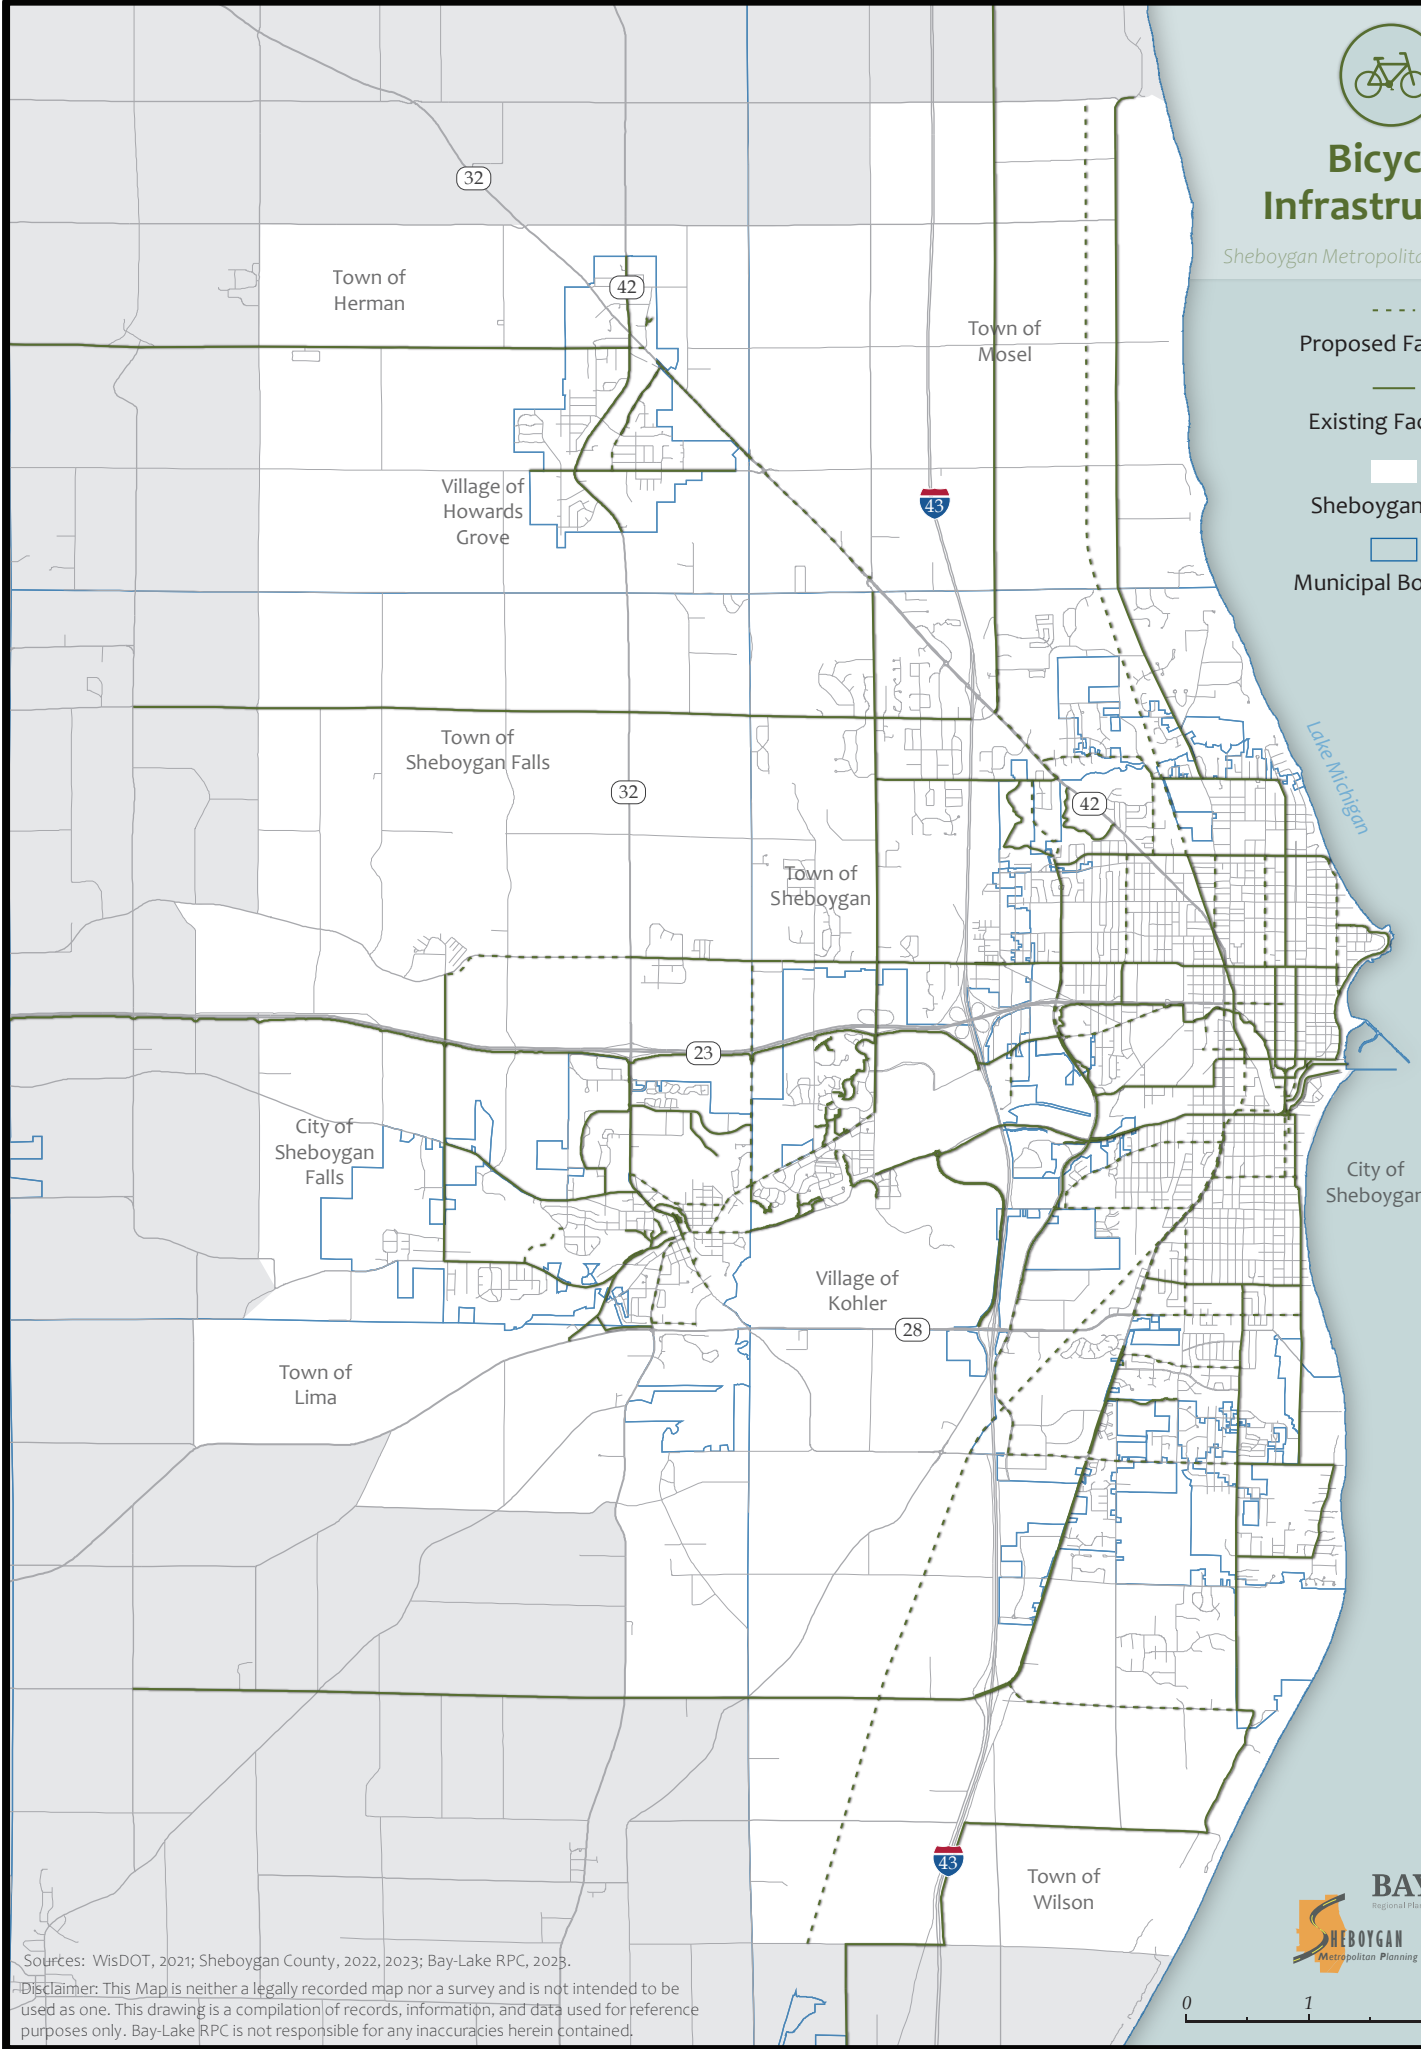 Bicyc
Infrastru
Sheboygan Metropolita
Proposed Fa
Existing Fac
Sheboygan
Municipal Bo
32
Town of
Herman
42
Town of
Mosel
Village of
Howards
Grove
43
Town of
Sheboygan Falls
32
Lake Michigan
42
Town of
Sheboygan
23
City of
Sheboygan
Falls
City of
Sheboygan
Village of
Kohler
28
Town of
Lima
43
Town of
Wilson
BAY
Regional Pla
SHEBOYGAN
Metropolitan Planning
0 1
Sources: WisDOT, 2021; Sheboygan County, 2022, 2023; Bay-Lake RPC, 2023.
Disclaimer: This Map is neither a legally recorded map nor a survey and is not intended to be
used as one. This drawing is a compilation of records, information, and data used for reference
purposes only. Bay-Lake RPC is not responsible for any inaccuracies herein contained.